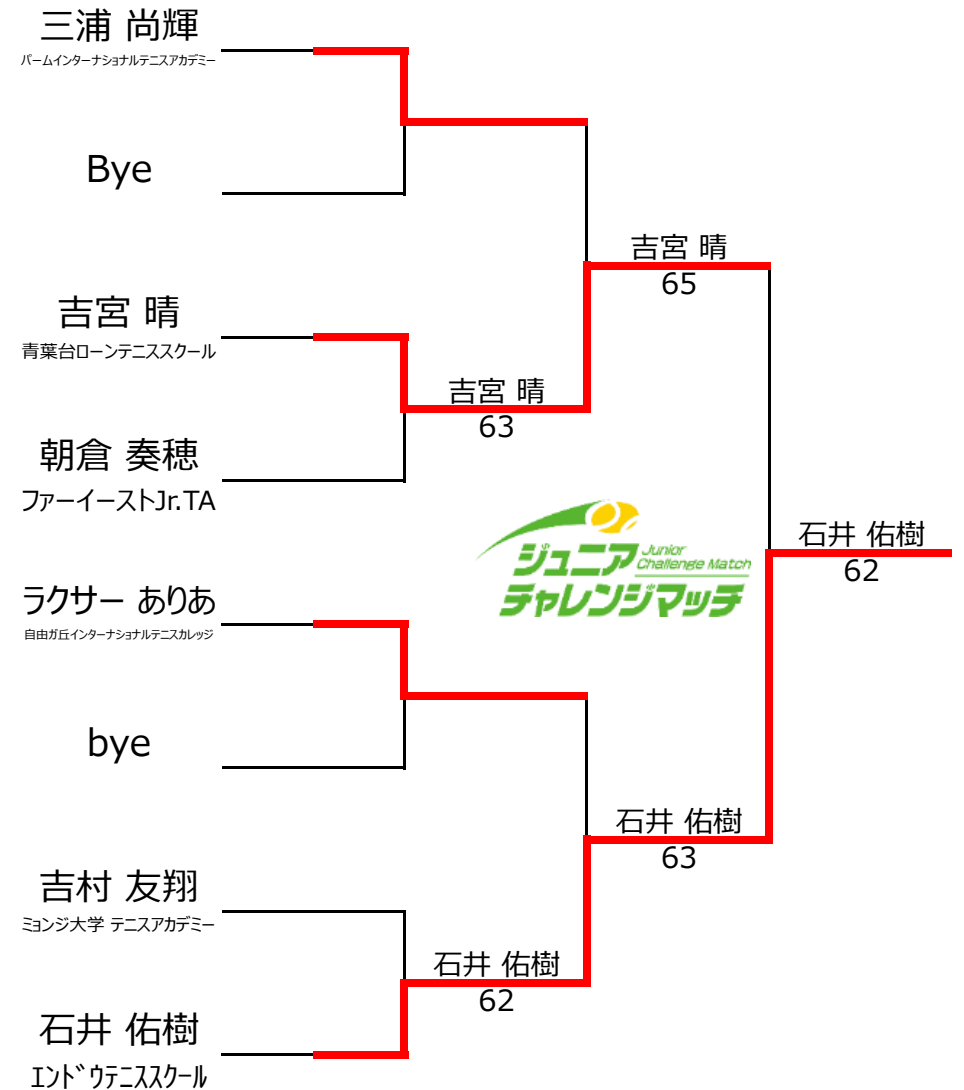 三浦 尚輝
パームインターナショナルテニスアカデミー
Bye
吉宮 晴
65
吉宮 晴
青葉台ローンテニススクール
吉宮 晴
63
朝倉 奏穂
ファーイーストJr.TA
ジュニア Junior Challenge Match
チャレンジマッチ
石井 佑樹
62
ラクサー ありあ
自由ガ丘インターナショナルテニスカレッジ
bye
石井 佑樹
63
吉村 友翔
ミョンジ大学 テニスアカデミー
石井 佑樹
62
石井 佑樹
エンドウテニススクール